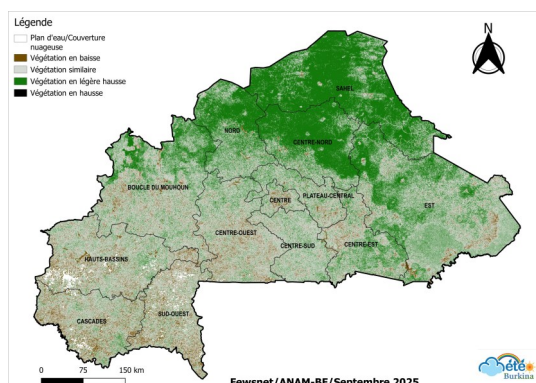 Légende
Plan d'eau/Couverture
nuageuse
Végétation en baisse
Végétation similaire
Végétation en légère hausse
Végétation en hausse
N
SAHEL
NORD
CENTRE-NORD
BOUCLE DU MOUHOUN
CENTRE
PLATEAU-CENTRAL
EST
CENTRE-OUEST
CENTRE-SUD
CENTRE-EST
HAUTS-BASSINS
CASCADES
SUD-OUEST
0 75 150 km
Fewsnet/ANAM-BF/Septembre 2025
été
Burkina